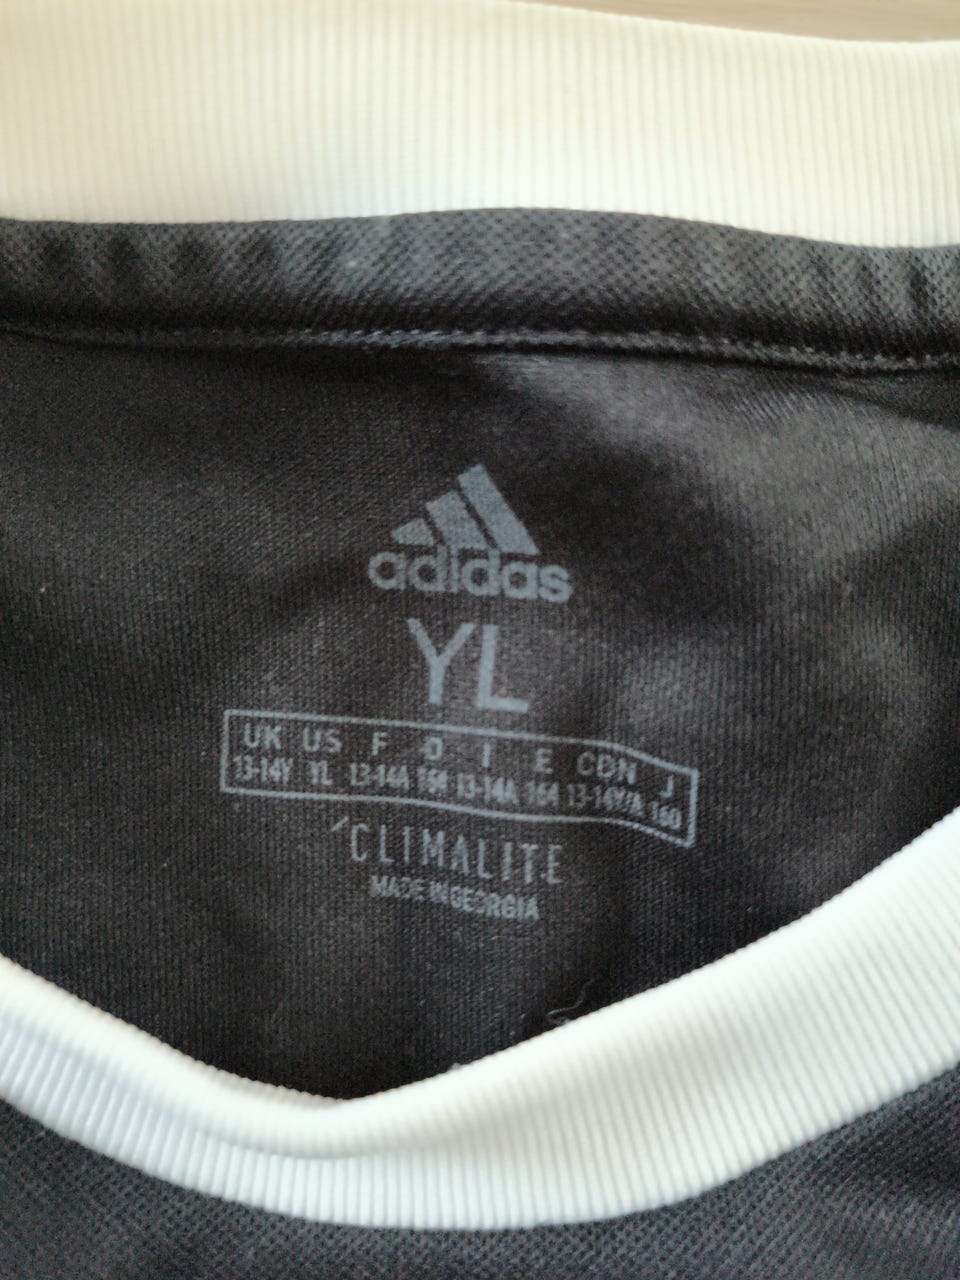 adidas
YL
UK US F D I E CDN J
13-14Y YL 13-14A 164 13-14A 164 13-14Y/A 160
CLIMALITE
MADE IN GEORGIA